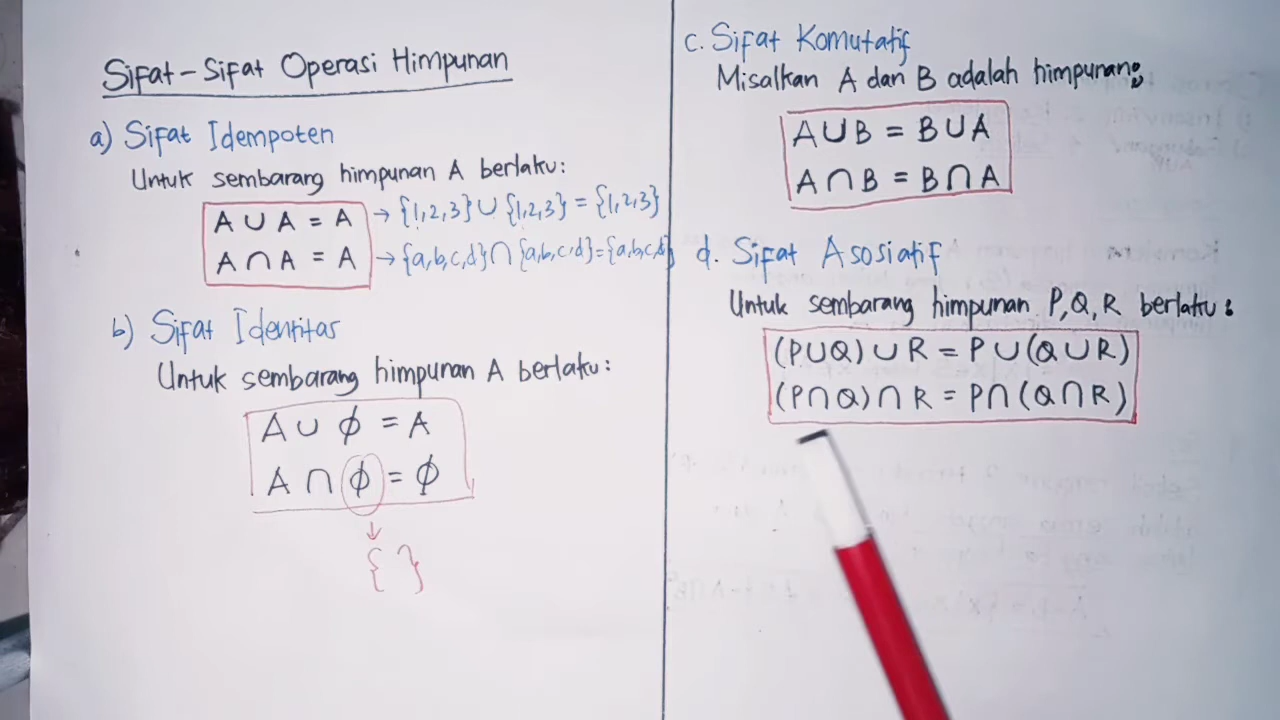 Sifat-Sifat Operasi Himpunan
a) Sifat Idempoten
Untuk sembarang himpunan A berlaku:
A ∪ A = A → {1,2,3} ∪ {1,2,3} = {1,2,3}
A ∩ A = A → {a,b,c,d} ∩ {a,b,c,d} = {a,b,c,d}
b) Sifat Identitas
Untuk sembarang himpunan A berlaku:
A ∪ ϕ = A
A ∩ ϕ = ϕ
↓
{ }
c. Sifat Komutatif
Misalkan A dan B adalah himpunan:
A ∪ B = B ∪ A
A ∩ B = B ∩ A
d. Sifat Asosiatif
Untuk sembarang himpunan P, Q, R berlaku:
(P ∪ Q) ∪ R = P ∪ (Q ∪ R)
(P ∩ Q) ∩ R = P ∩ (Q ∩ R)